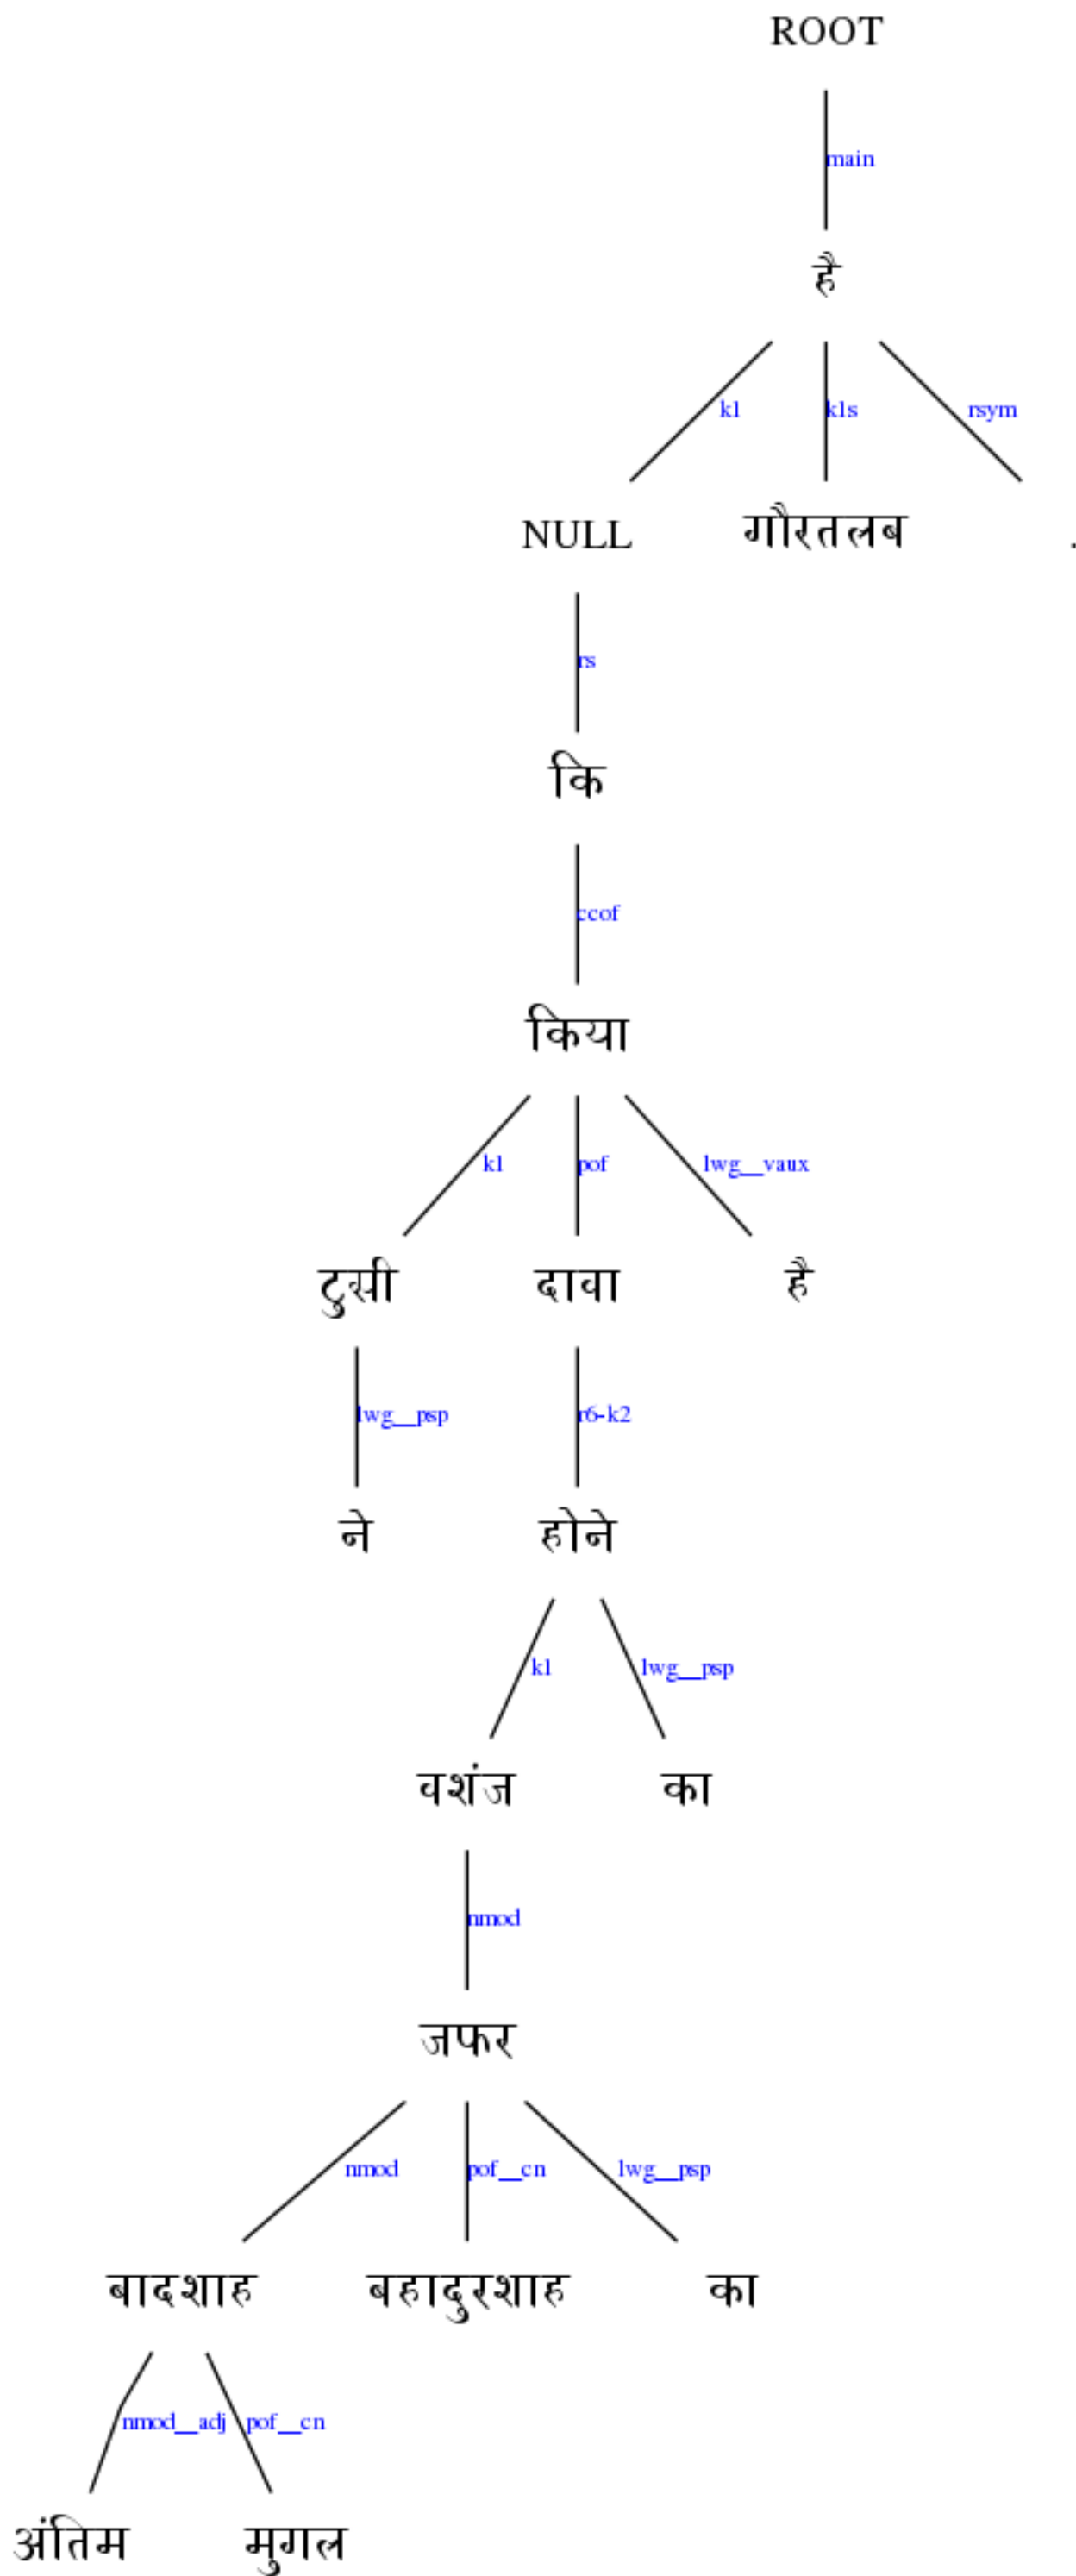 ROOT
main
है
k1 k1s rsym
NULL गौरतलब .
rs
कि
ccof
किया
k1 pof lwg__vaux
टुसी दावा है
lwg__psp r6-k2
ने होने
k1 lwg__psp
वशंज का
nmod
जफर
nmod pof__cn lwg__psp
बादशाह बहादुरशाह का
nmod__adj pof__cn
अंतिम मुगल